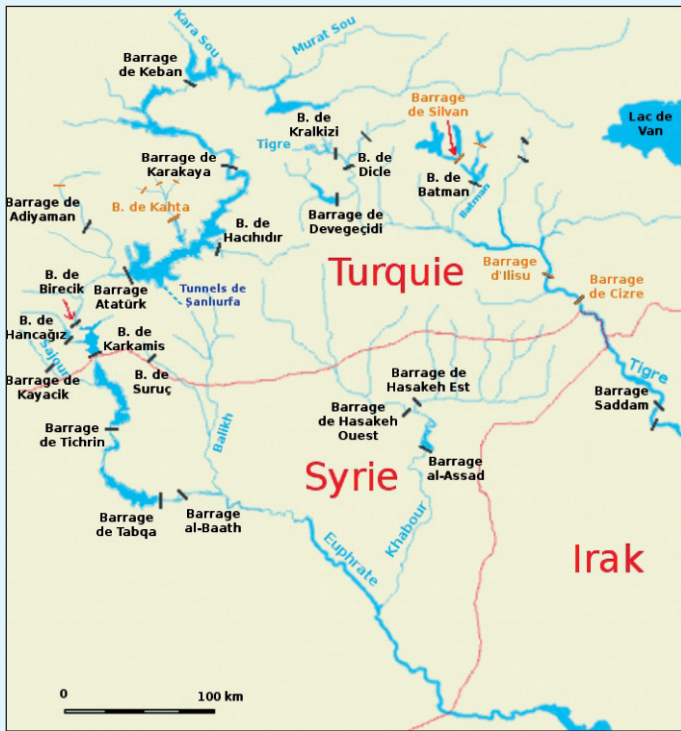 Kara Sou
Murat Sou
Barrage
de Keban
Barrage
de Silvan
Lac de
Van
B. de
Kralkizi
Tigre
B. de
Dicle
Barrage de
Karakaya
B. de
Batman
Batman
Barrage de
Adiyaman
B. de Kahta
Barrage de
Devegeçidi
B. de
Hacıhıdır
Turquie
Barrage
d'Ilisu
Barrage
de Cizre
B. de
Birecik
Barrage
Atatürk
Tunnels de
Şanlıurfa
B. de
Hancağız
B. de
Karkamis
Sajour
Barrage de
Kayacik
B. de
Suruç
Barrage de
Hasakeh Est
Tigre
Barrage
Saddam
Barrage
de Hasakeh
Ouest
Barrage de
Tichrin
Balikh
Barrage
al-Assad
Syrie
Barrage
de Tabqa
Barrage
al-Baath
Khabour
Euphrate
Irak
0
100 km